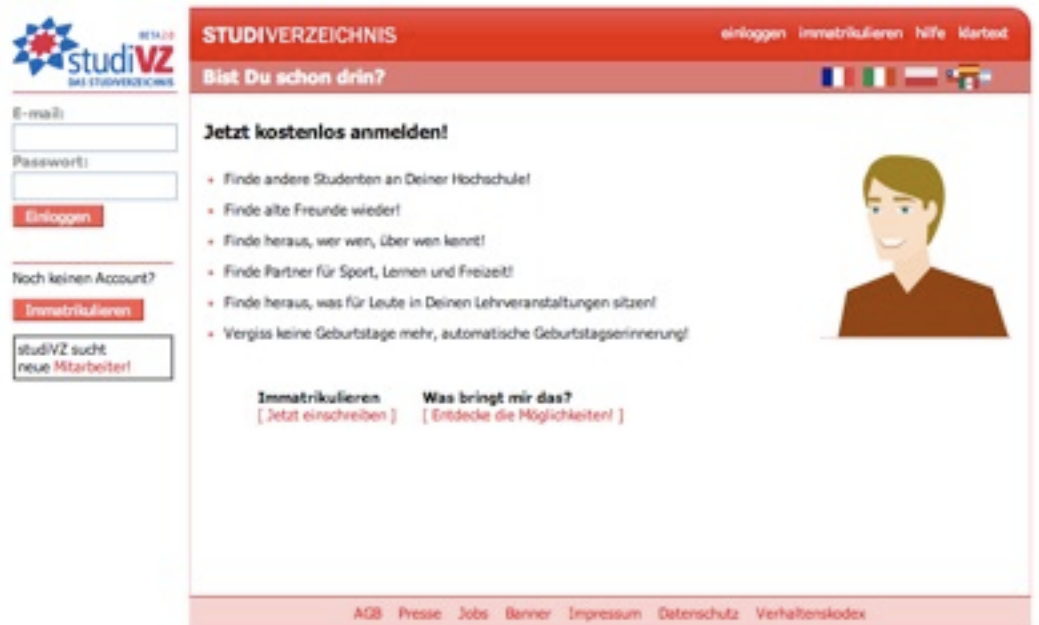 BETA 2.0
studiVZ
DAS STUDIVERZEICHNIS
E-mail:
Passwort:
Einloggen
Noch keinen Account?
Immatrikulieren
studiVZ sucht
neue Mitarbeiter!
STUDIVERZEICHNIS
einloggen immatrikulieren hilfe klartext
Bist Du schon drin?
Jetzt kostenlos anmelden!
Finde andere Studenten an Deiner Hochschule!
Finde alte Freunde wieder!
Finde heraus, wer wen, über wen kennt!
Finde Partner für Sport, Lernen und Freizeit!
Finde heraus, was für Leute in Deinen Lehrveranstaltungen sitzen!
Vergiss keine Geburtstage mehr, automatische Geburtstagserinnerung!
Immatrikulieren Was bringt mir das?
[ Jetzt einschreiben ] [ Entdecke die Möglichkeiten! ]
AGB Presse Jobs Banner Impressum Datenschutz Verhaltenskodex